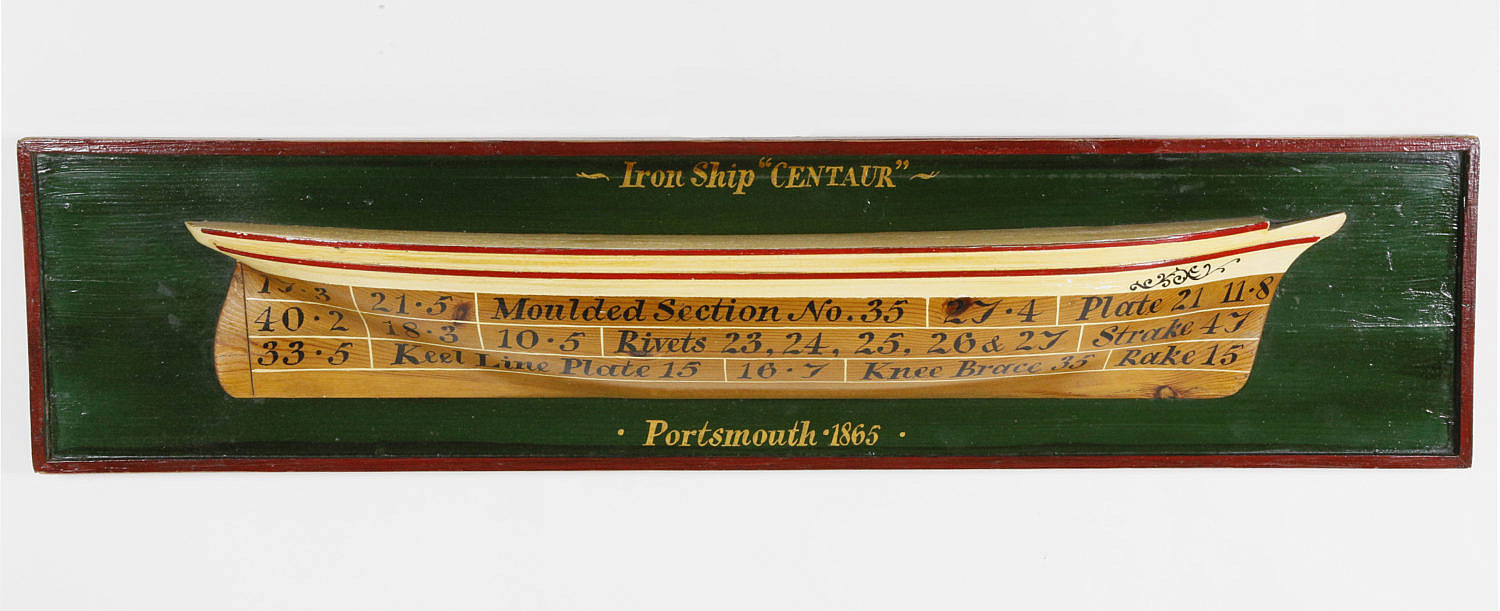 Iron Ship "CENTAUR"
17·3 21·5 Moulded Section No. 35 27·4 Plate 21 11·8
40·2 18·3 10·5 Rivets 23, 24, 25, 26 & 27 Strake 47
33·5 Keel Line Plate 15 16·7 Knee Brace 35 Rake 15
· Portsmouth · 1865 ·